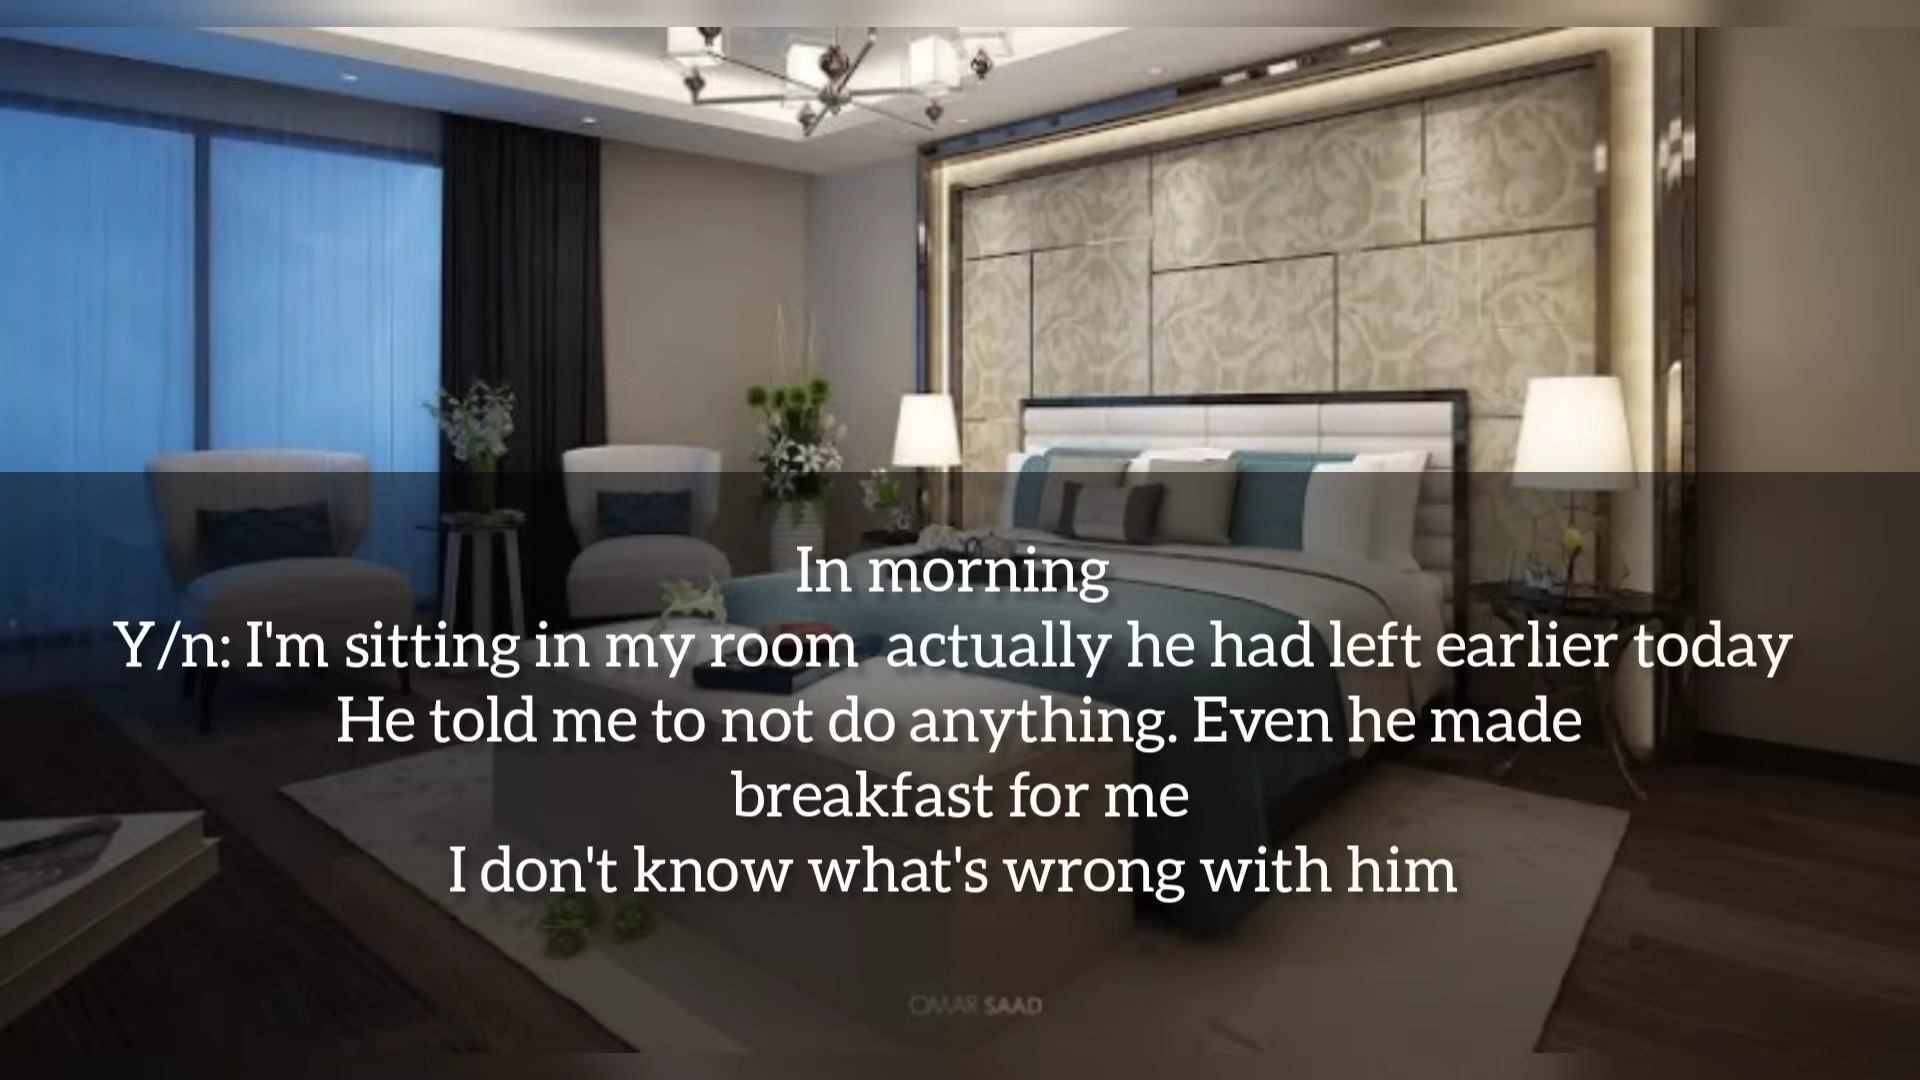 In morning
Y/n: I'm sitting in my room  actually he had left earlier today
He told me to not do anything. Even he made
breakfast for me
I don't know what's wrong with him
OMAR SAAD